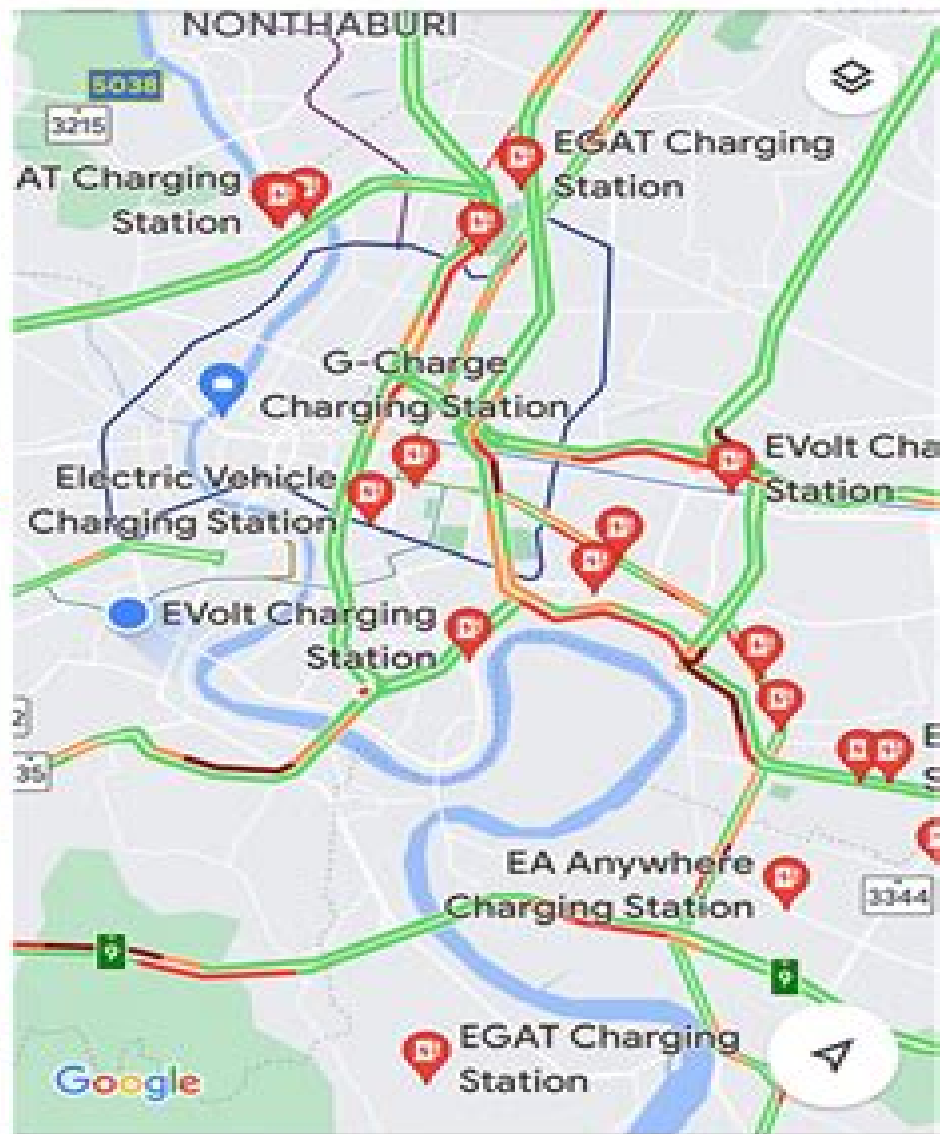 NONTHABURI
5038
3215
EGAT Charging
Station
AT Charging
Station
G-Charge
Charging Station
EVolt Cha
Station
Electric Vehicle
Charging Station
EVolt Charging
Station
35
E
S
EA Anywhere
Charging Station
3344
9
9
EGAT Charging
Station
Google